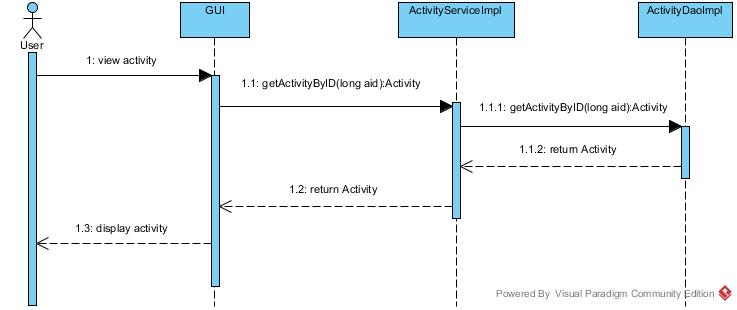 GUI
ActivityServiceImpl
ActivityDaoImpl
User
1: view activity
1.1: getActivityByID(long aid):Activity
1.1.1: getActivityByID(long aid):Activity
1.1.2: return Activity
1.2: return Activity
1.3: display activity
Powered By Visual Paradigm Community Edition